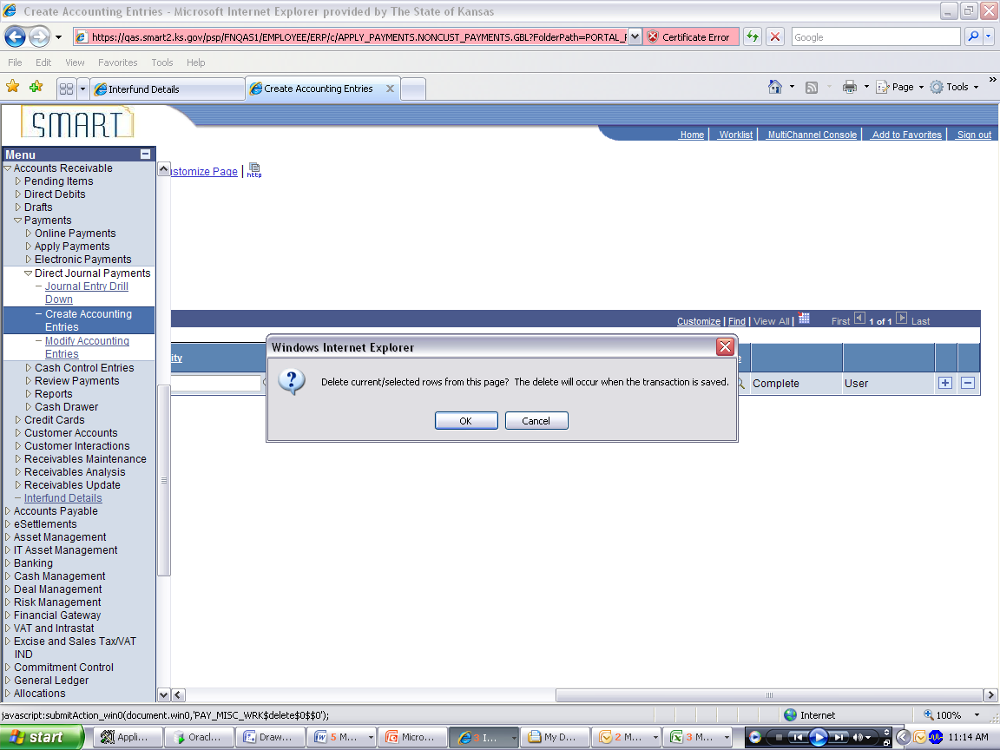 Create Accounting Entries - Microsoft Internet Explorer provided by The State of Kansas
https://qas.smart2.ks.gov/psp/FNQAS1/EMPLOYEE/ERP/c/APPLY_PAYMENTS.NONCUST_PAYMENTS.GBL?FolderPath=PORTAL_ Certificate Error Google
File Edit View Favorites Tools Help
Interfund Details Create Accounting Entries Page Tools
SMART
Home Worklist MultiChannel Console Add to Favorites Sign out
Menu
Accounts Receivable
Pending Items
Direct Debits
Drafts
Payments
Online Payments
Apply Payments
Electronic Payments
Direct Journal Payments
Journal Entry Drill
Down
Create Accounting
Entries
Modify Accounting
Entries
Cash Control Entries
Review Payments
Reports
Cash Drawer
Credit Cards
Customer Accounts
Customer Interactions
Receivables Maintenance
Receivables Analysis
Receivables Update
Interfund Details
Accounts Payable
eSettlements
Asset Management
IT Asset Management
Banking
Cash Management
Deal Management
Risk Management
Financial Gateway
VAT and Intrastat
Excise and Sales Tax/VAT
IND
Commitment Control
General Ledger
Allocations
ustomize Page | http
Customize | Find | View All | First 1 of 1 Last
ity
Complete User
Windows Internet Explorer
Delete current/selected rows from this page? The delete will occur when the transaction is saved.
OK Cancel
javascript:submitAction_win0(document.win0,'PAY_MISC_WRK$delete$0$$0'); Internet 100%
start Appli... Oracl... Draw... 5 M... Micro... 3 I... My D... 2 M... 3 M... 11:14 AM